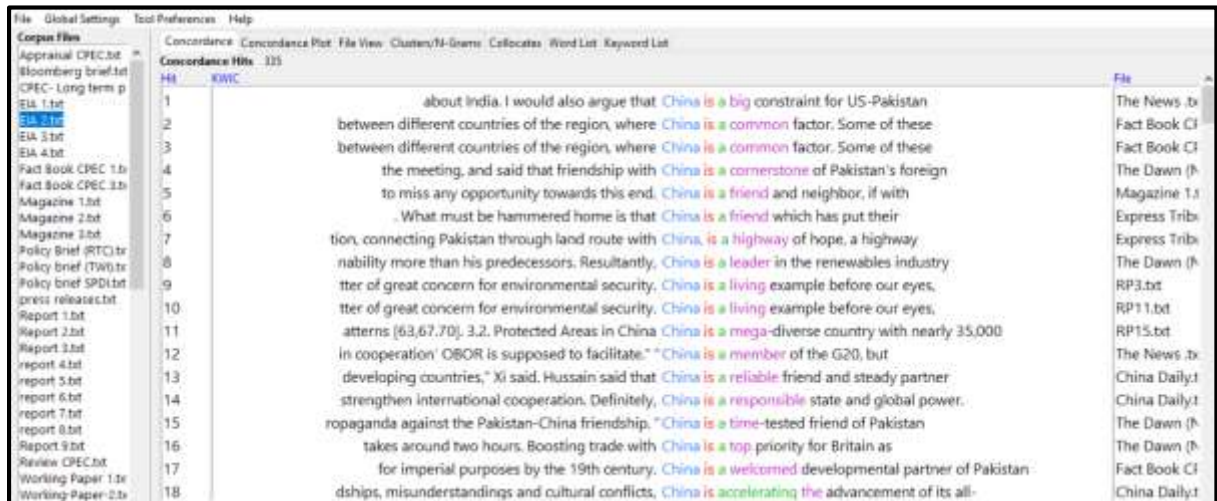 File Global Settings Tool Preferences Help
Corpus Files
Appraisal CPEC.txt
Bloomberg brief.txt
CPEC- Long term p
EIA 1.txt
EIA 2.txt
EIA 3.txt
EIA 4.txt
Fact Book CPEC 1.tx
Fact Book CPEC 3.tx
Magazine 1.txt
Magazine 2.txt
Magazine 3.txt
Policy Brief (RTC).tx
Policy brief (TWI).tx
Policy brief SPDI.txt
press releases.txt
Report 1.txt
Report 2.txt
Report 3.txt
report 4.txt
report 5.txt
report 6.txt
report 7.txt
report 8.txt
Report 9.txt
Review CPEC.txt
Working Paper 1.tx
Working-Paper-2.tx
Concordance Concordance Plot File View Clusters/N-Grams Collocates Word List Keyword List
Concordance Hits 335
Hit KWIC File
1 about India. I would also argue that China is a big constraint for US-Pakistan The News .tx
2 between different countries of the region, where China is a common factor. Some of these Fact Book CF
3 between different countries of the region, where China is a common factor. Some of these Fact Book CF
4 the meeting, and said that friendship with China is a cornerstone of Pakistan's foreign The Dawn (N
5 to miss any opportunity towards this end. China is a friend and neighbor, if with Magazine 1.t
6 . What must be hammered home is that China is a friend which has put their Express Tribu
7 tion, connecting Pakistan through land route with China, is a highway of hope, a highway Express Tribu
8 nability more than his predecessors. Resultantly, China is a leader in the renewables industry The Dawn (N
9 tter of great concern for environmental security. China is a living example before our eyes, RP3.txt
10 tter of great concern for environmental security. China is a living example before our eyes, RP11.txt
11 atterns [63,67.70]. 3.2. Protected Areas in China China is a mega-diverse country with nearly 35,000 RP15.txt
12 in cooperation' OBOR is supposed to facilitate." "China is a member of the G20, but The News .tx
13 developing countries," Xi said. Hussain said that China is a reliable friend and steady partner China Daily.t
14 strengthen international cooperation. Definitely, China is a responsible state and global power. China Daily.t
15 ropaganda against the Pakistan-China friendship. "China is a time-tested friend of Pakistan The Dawn (N
16 takes around two hours. Boosting trade with China is a top priority for Britain as The Dawn (N
17 for imperial purposes by the 19th century. China is a welcomed developmental partner of Pakistan Fact Book CF
18 dships, misunderstandings and cultural conflicts, China is accelerating the advancement of its all- China Daily.t